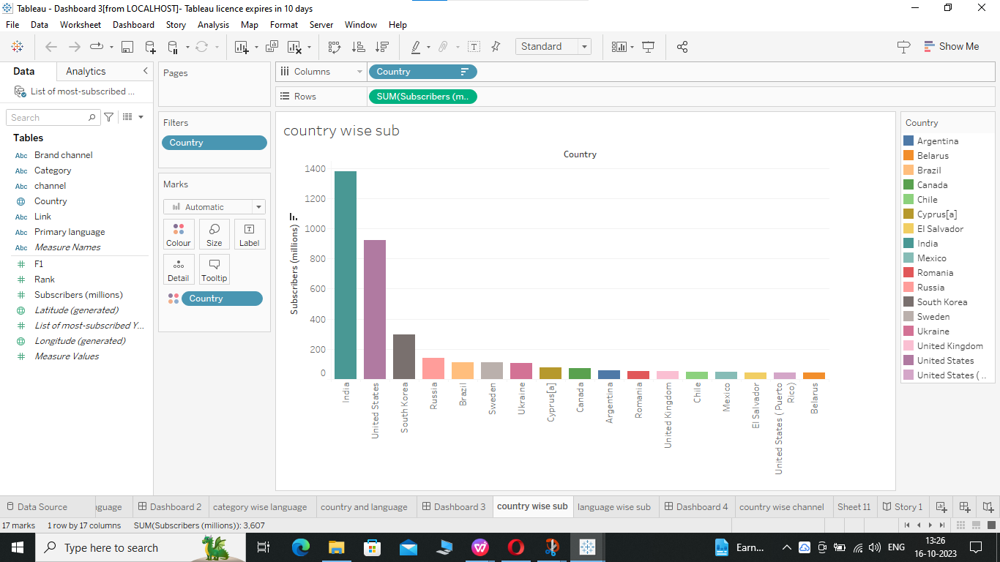 Tableau - Dashboard 3[from LOCALHOST]- Tableau licence expires in 10 days
File Data Worksheet Dashboard Story Analysis Map Format Server Window Help
Standard
Show Me
Data Analytics
List of most-subscribed ...
Search
Tables
Abc Brand channel
Abc Category
Abc channel
Country
Abc Link
Abc Primary language
Abc Measure Names
F1
Rank
Subscribers (millions)
Latitude (generated)
List of most-subscribed Y...
Longitude (generated)
Measure Values
Pages
Filters
Country
Marks
Automatic
Colour Size Label
Detail Tooltip
Country
Columns Country
Rows SUM(Subscribers (m..
country wise sub
Country
Subscribers (millions)
1400
1200
1000
800
600
400
200
0
India
United States
South Korea
Russia
Brazil
Sweden
Ukraine
Cyprus[a]
Canada
Argentina
Romania
United Kingdom
Chile
Mexico
El Salvador
United States ( Puerto
Rico)
Belarus
Country
Argentina
Belarus
Brazil
Canada
Chile
Cyprus[a]
El Salvador
India
Mexico
Romania
Russia
South Korea
Sweden
Ukraine
United Kingdom
United States
United States ( ..
Data Source Dashboard 2 category wise language country and language Dashboard 3 country wise sub language wise sub Dashboard 4 country wise channel Sheet 11 Story 1
17 marks 1 row by 17 columns SUM(Subscribers (millions)): 3,607
Type here to search Earn... ENG 13:26
16-10-2023